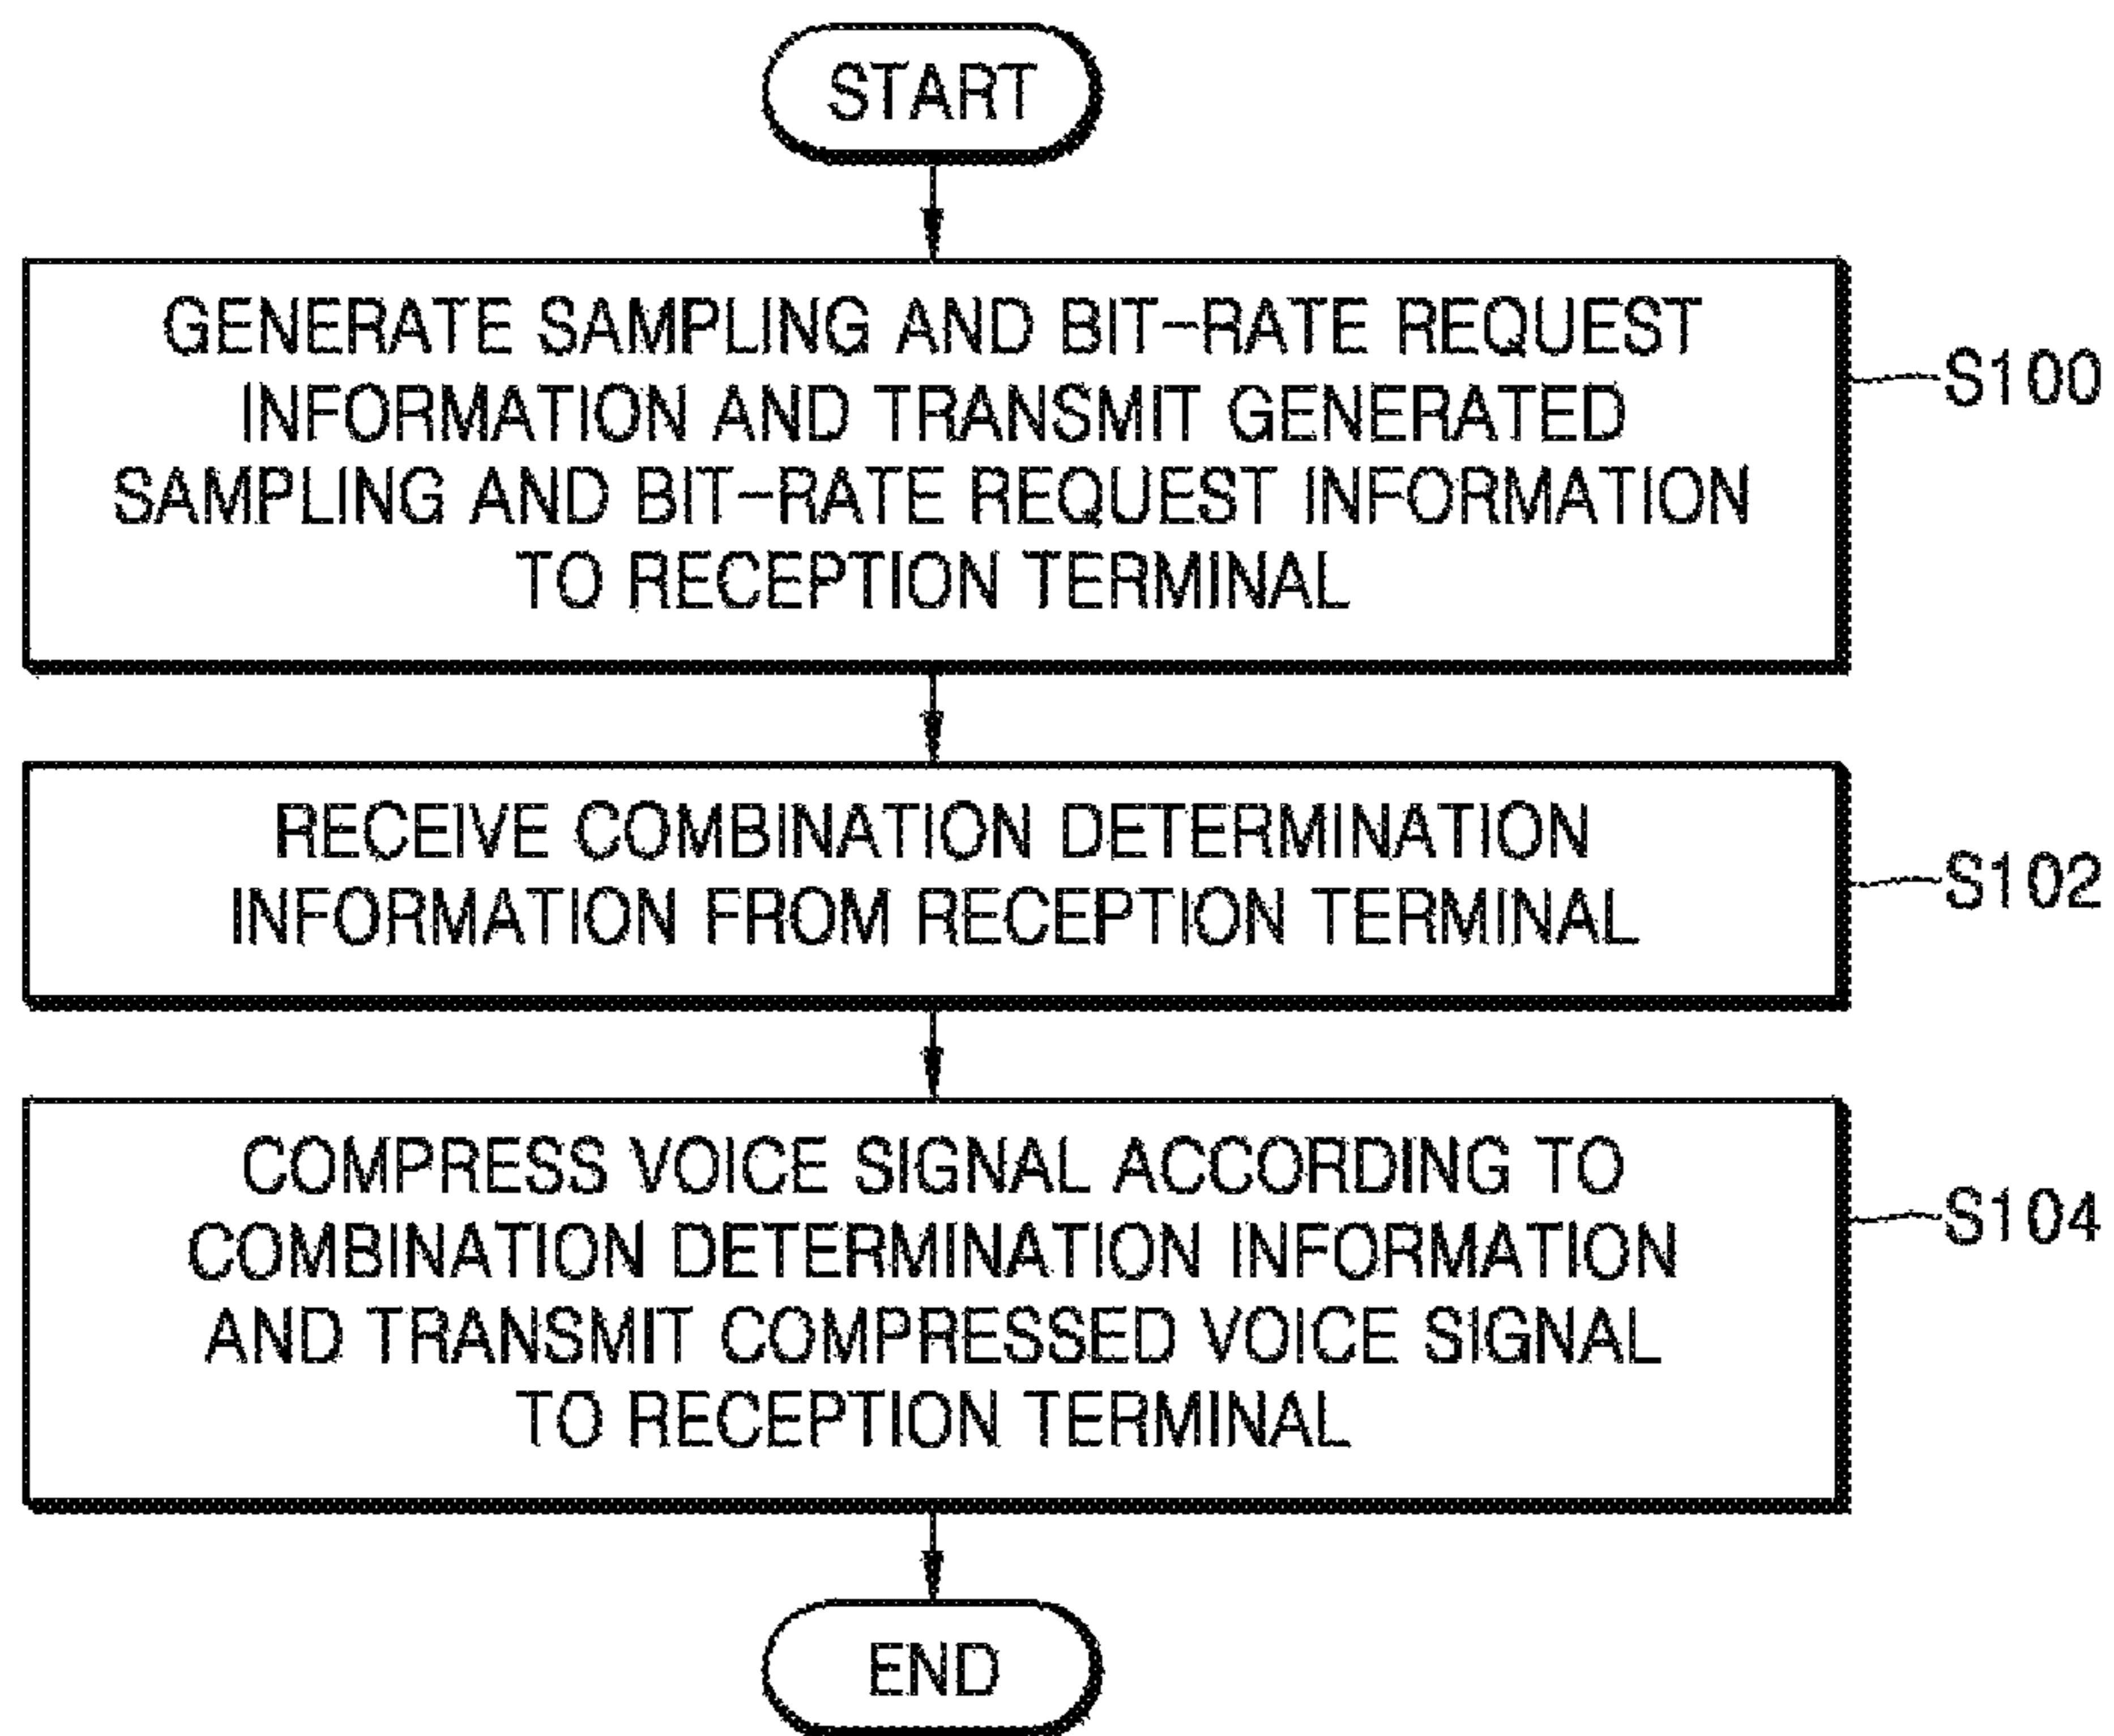 START
GENERATE SAMPLING AND BIT-RATE REQUEST
INFORMATION AND TRANSMIT GENERATED
SAMPLING AND BIT-RATE REQUEST INFORMATION
TO RECEPTION TERMINAL
S100
RECEIVE COMBINATION DETERMINATION
INFORMATION FROM RECEPTION TERMINAL
S102
COMPRESS VOICE SIGNAL ACCORDING TO
COMBINATION DETERMINATION INFORMATION
AND TRANSMIT COMPRESSED VOICE SIGNAL
TO RECEPTION TERMINAL
S104
END